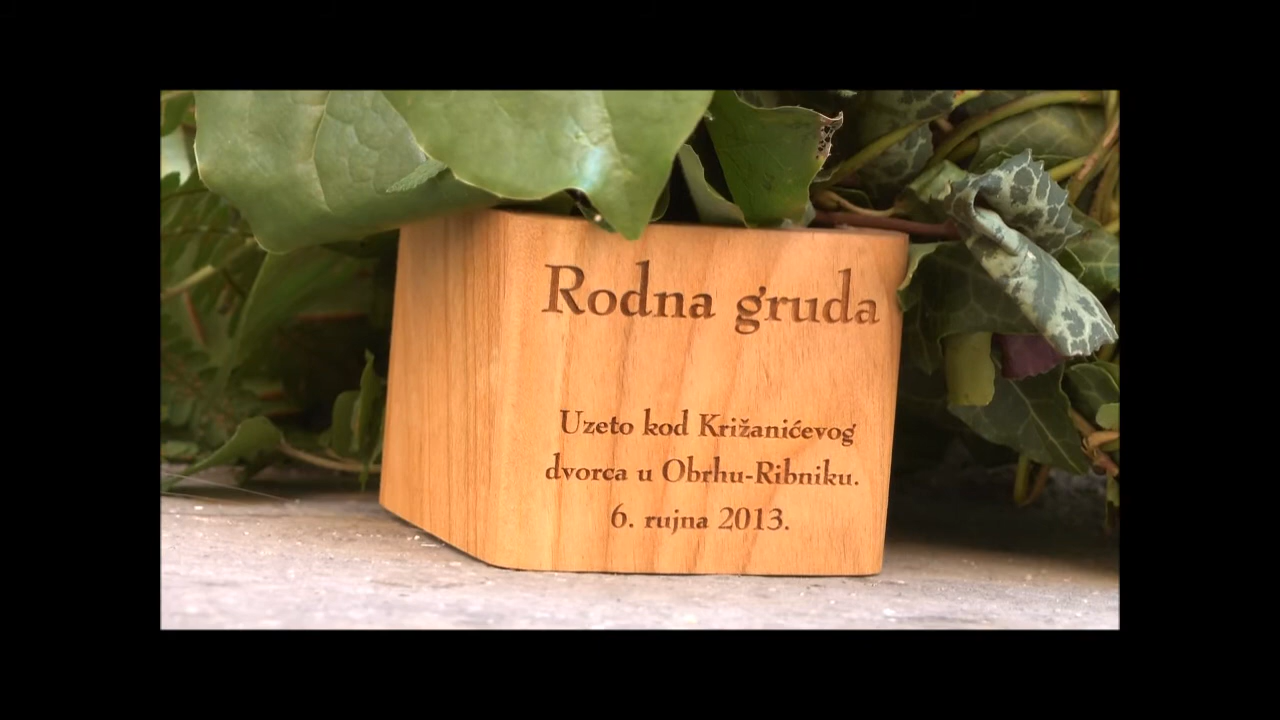 Rodna gruda
Uzeto kod Križanićevog
dvorca u Obrhu-Ribniku.
6. rujna 2013.